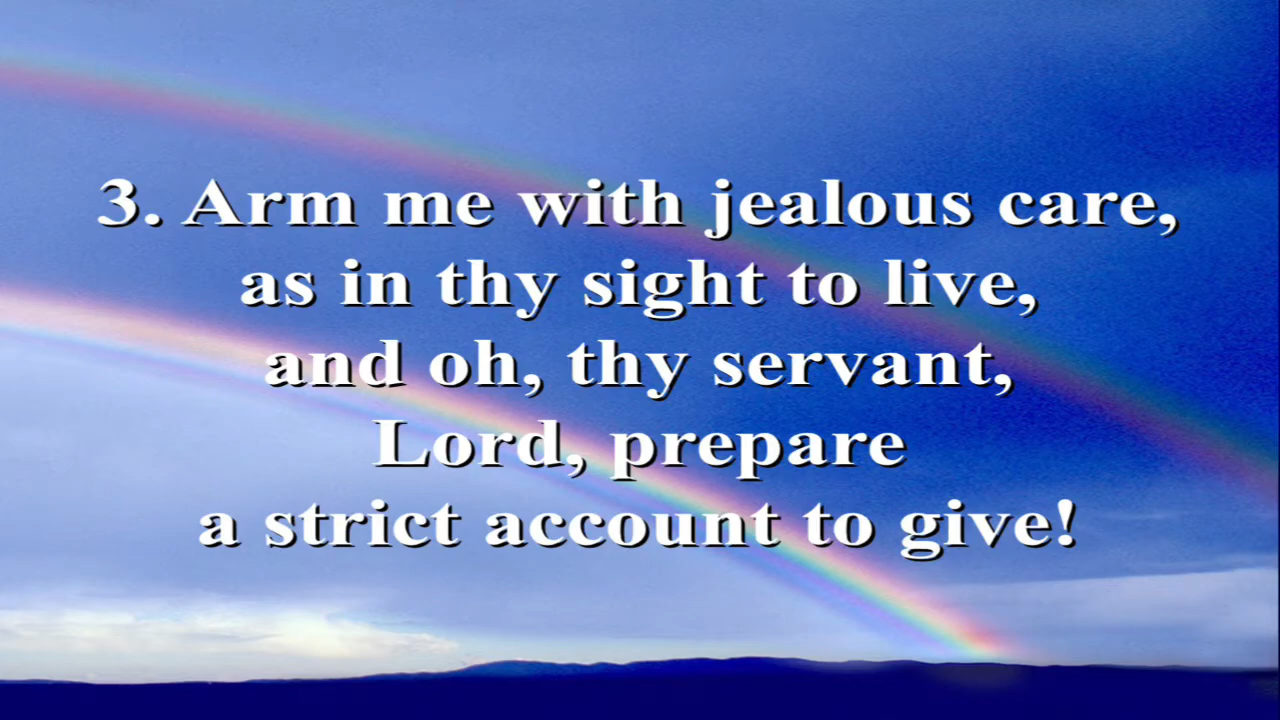 3. Arm me with jealous care,
as in thy sight to live,
and oh, thy servant,
Lord, prepare
a strict account to give!